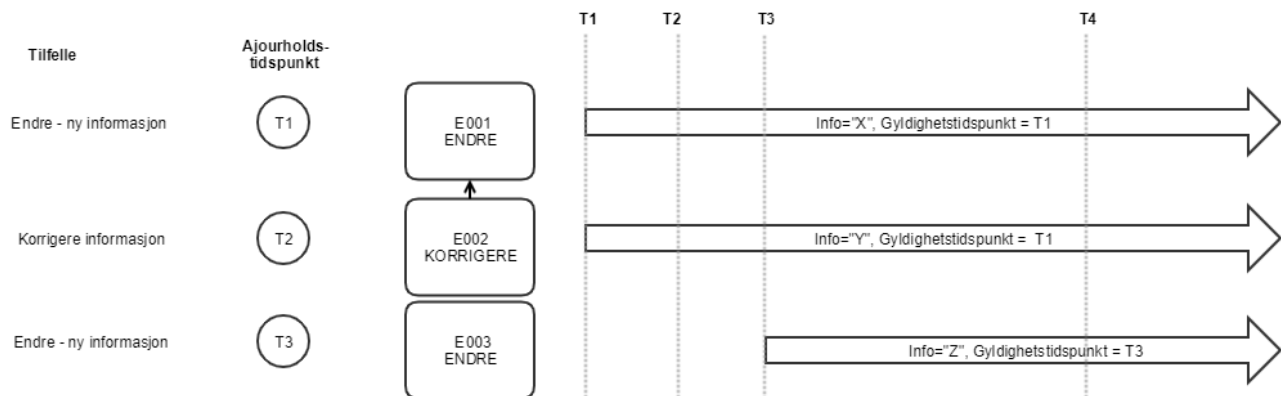 T1 T2 T3 T4
Tilfelle
Ajourholds-
tidspunkt
Endre - ny informasjon
T1
E001
ENDRE
Info="X", Gyldighetstidspunkt = T1
Korrigere informasjon
T2
E002
KORRIGERE
Info="Y", Gyldighetstidspunkt = T1
Endre - ny informasjon
T3
E003
ENDRE
Info="Z", Gyldighetstidspunkt = T3